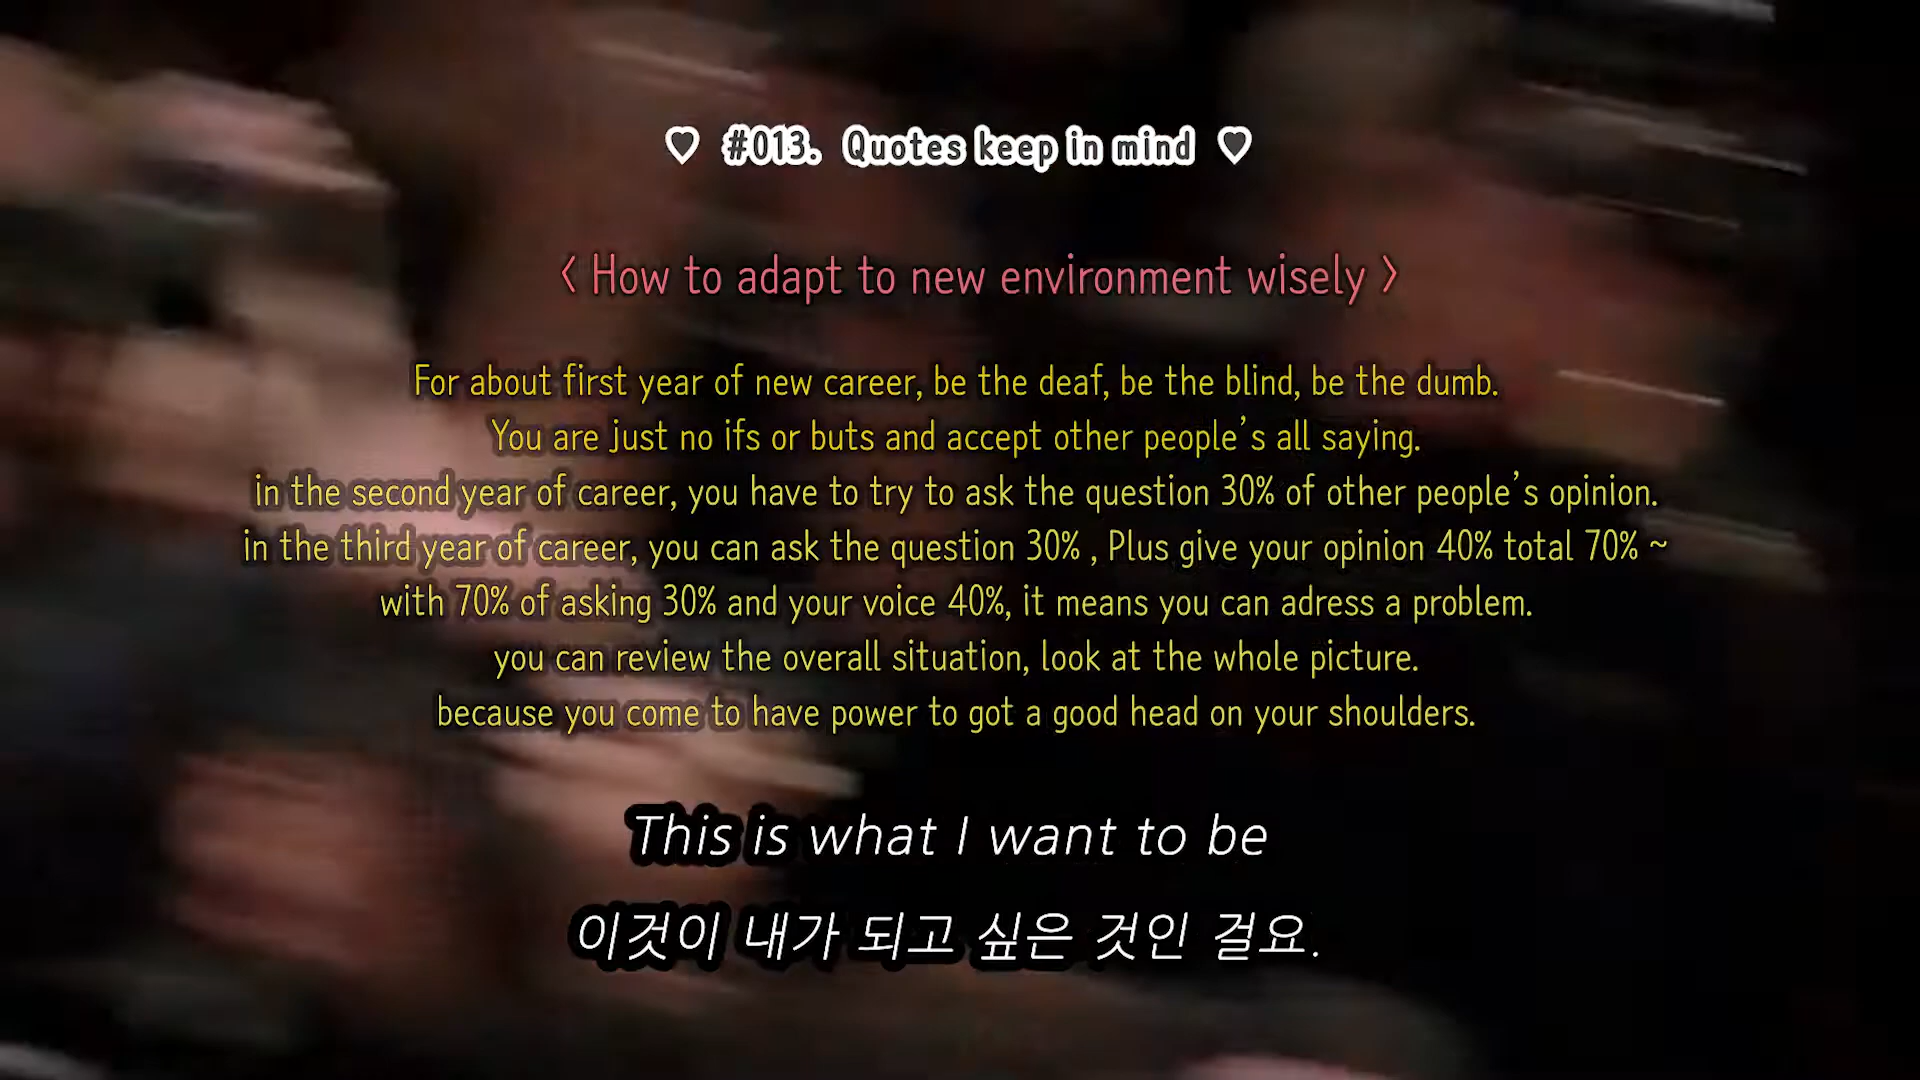 ♡ #013. Quotes keep in mind ♡
< How to adapt to new environment wisely >
For about first year of new career, be the deaf, be the blind, be the dumb.
You are just no ifs or buts and accept other people's all saying.
in the second year of career, you have to try to ask the question 30% of other people's opinion.
in the third year of career, you can ask the question 30% , Plus give your opinion 40% total 70% ~
with 70% of asking 30% and your voice 40%, it means you can adress a problem.
you can review the overall situation, look at the whole picture.
because you come to have power to got a good head on your shoulders.
This is what I want to be
이것이 내가 되고 싶은 것인 걸요.